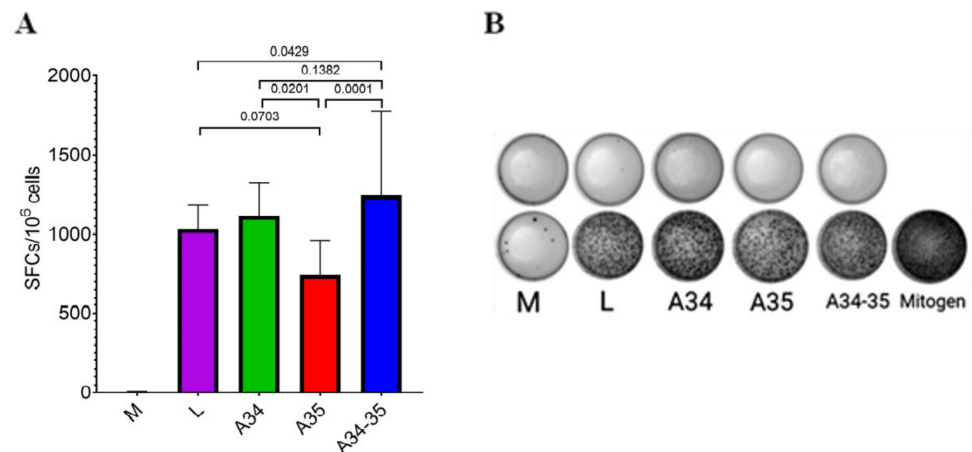 A
B
0.0429
0.1382
0.0201
0.0001
0.0703
SFCs/10⁶ cells
2000
1500
1000
500
0
M
L
A34
A35
A34-35
M
L
A34
A35
A34-35
Mitogen